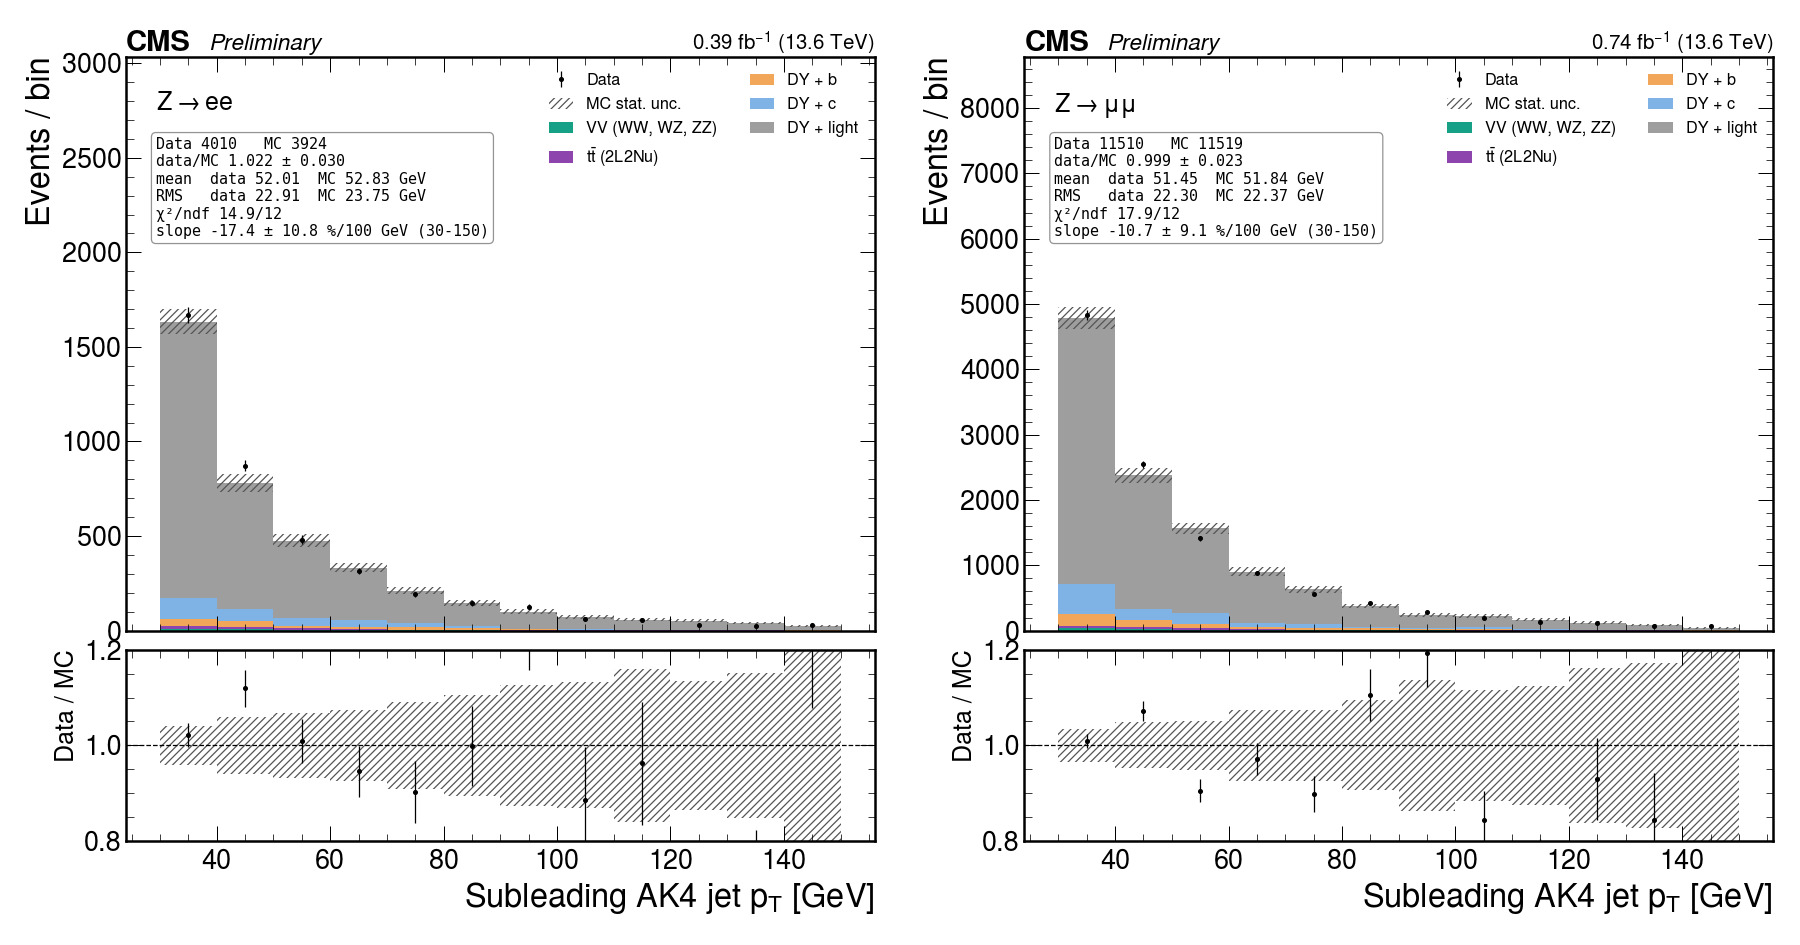 CMS Preliminary 0.39 fb⁻¹ (13.6 TeV)
Events / bin
3000
2500
2000
1500
1000
500
0
Z → ee
Data
MC stat. unc.
VV (WW, WZ, ZZ)
tt̄ (2L2Nu)
DY + b
DY + c
DY + light
Data 4010 MC 3924
data/MC 1.022 ± 0.030
mean data 52.01 MC 52.83 GeV
RMS data 22.91 MC 23.75 GeV
χ²/ndf 14.9/12
slope -17.4 ± 10.8 %/100 GeV (30-150)
Data / MC
1.2
1.0
0.8
40 60 80 100 120 140
Subleading AK4 jet p_T [GeV]
CMS Preliminary 0.74 fb⁻¹ (13.6 TeV)
Events / bin
8000
7000
6000
5000
4000
3000
2000
1000
0
Z → μμ
Data
MC stat. unc.
VV (WW, WZ, ZZ)
tt̄ (2L2Nu)
DY + b
DY + c
DY + light
Data 11510 MC 11519
data/MC 0.999 ± 0.023
mean data 51.45 MC 51.84 GeV
RMS data 22.30 MC 22.37 GeV
χ²/ndf 17.9/12
slope -10.7 ± 9.1 %/100 GeV (30-150)
Data / MC
1.2
1.0
0.8
40 60 80 100 120 140
Subleading AK4 jet p_T [GeV]